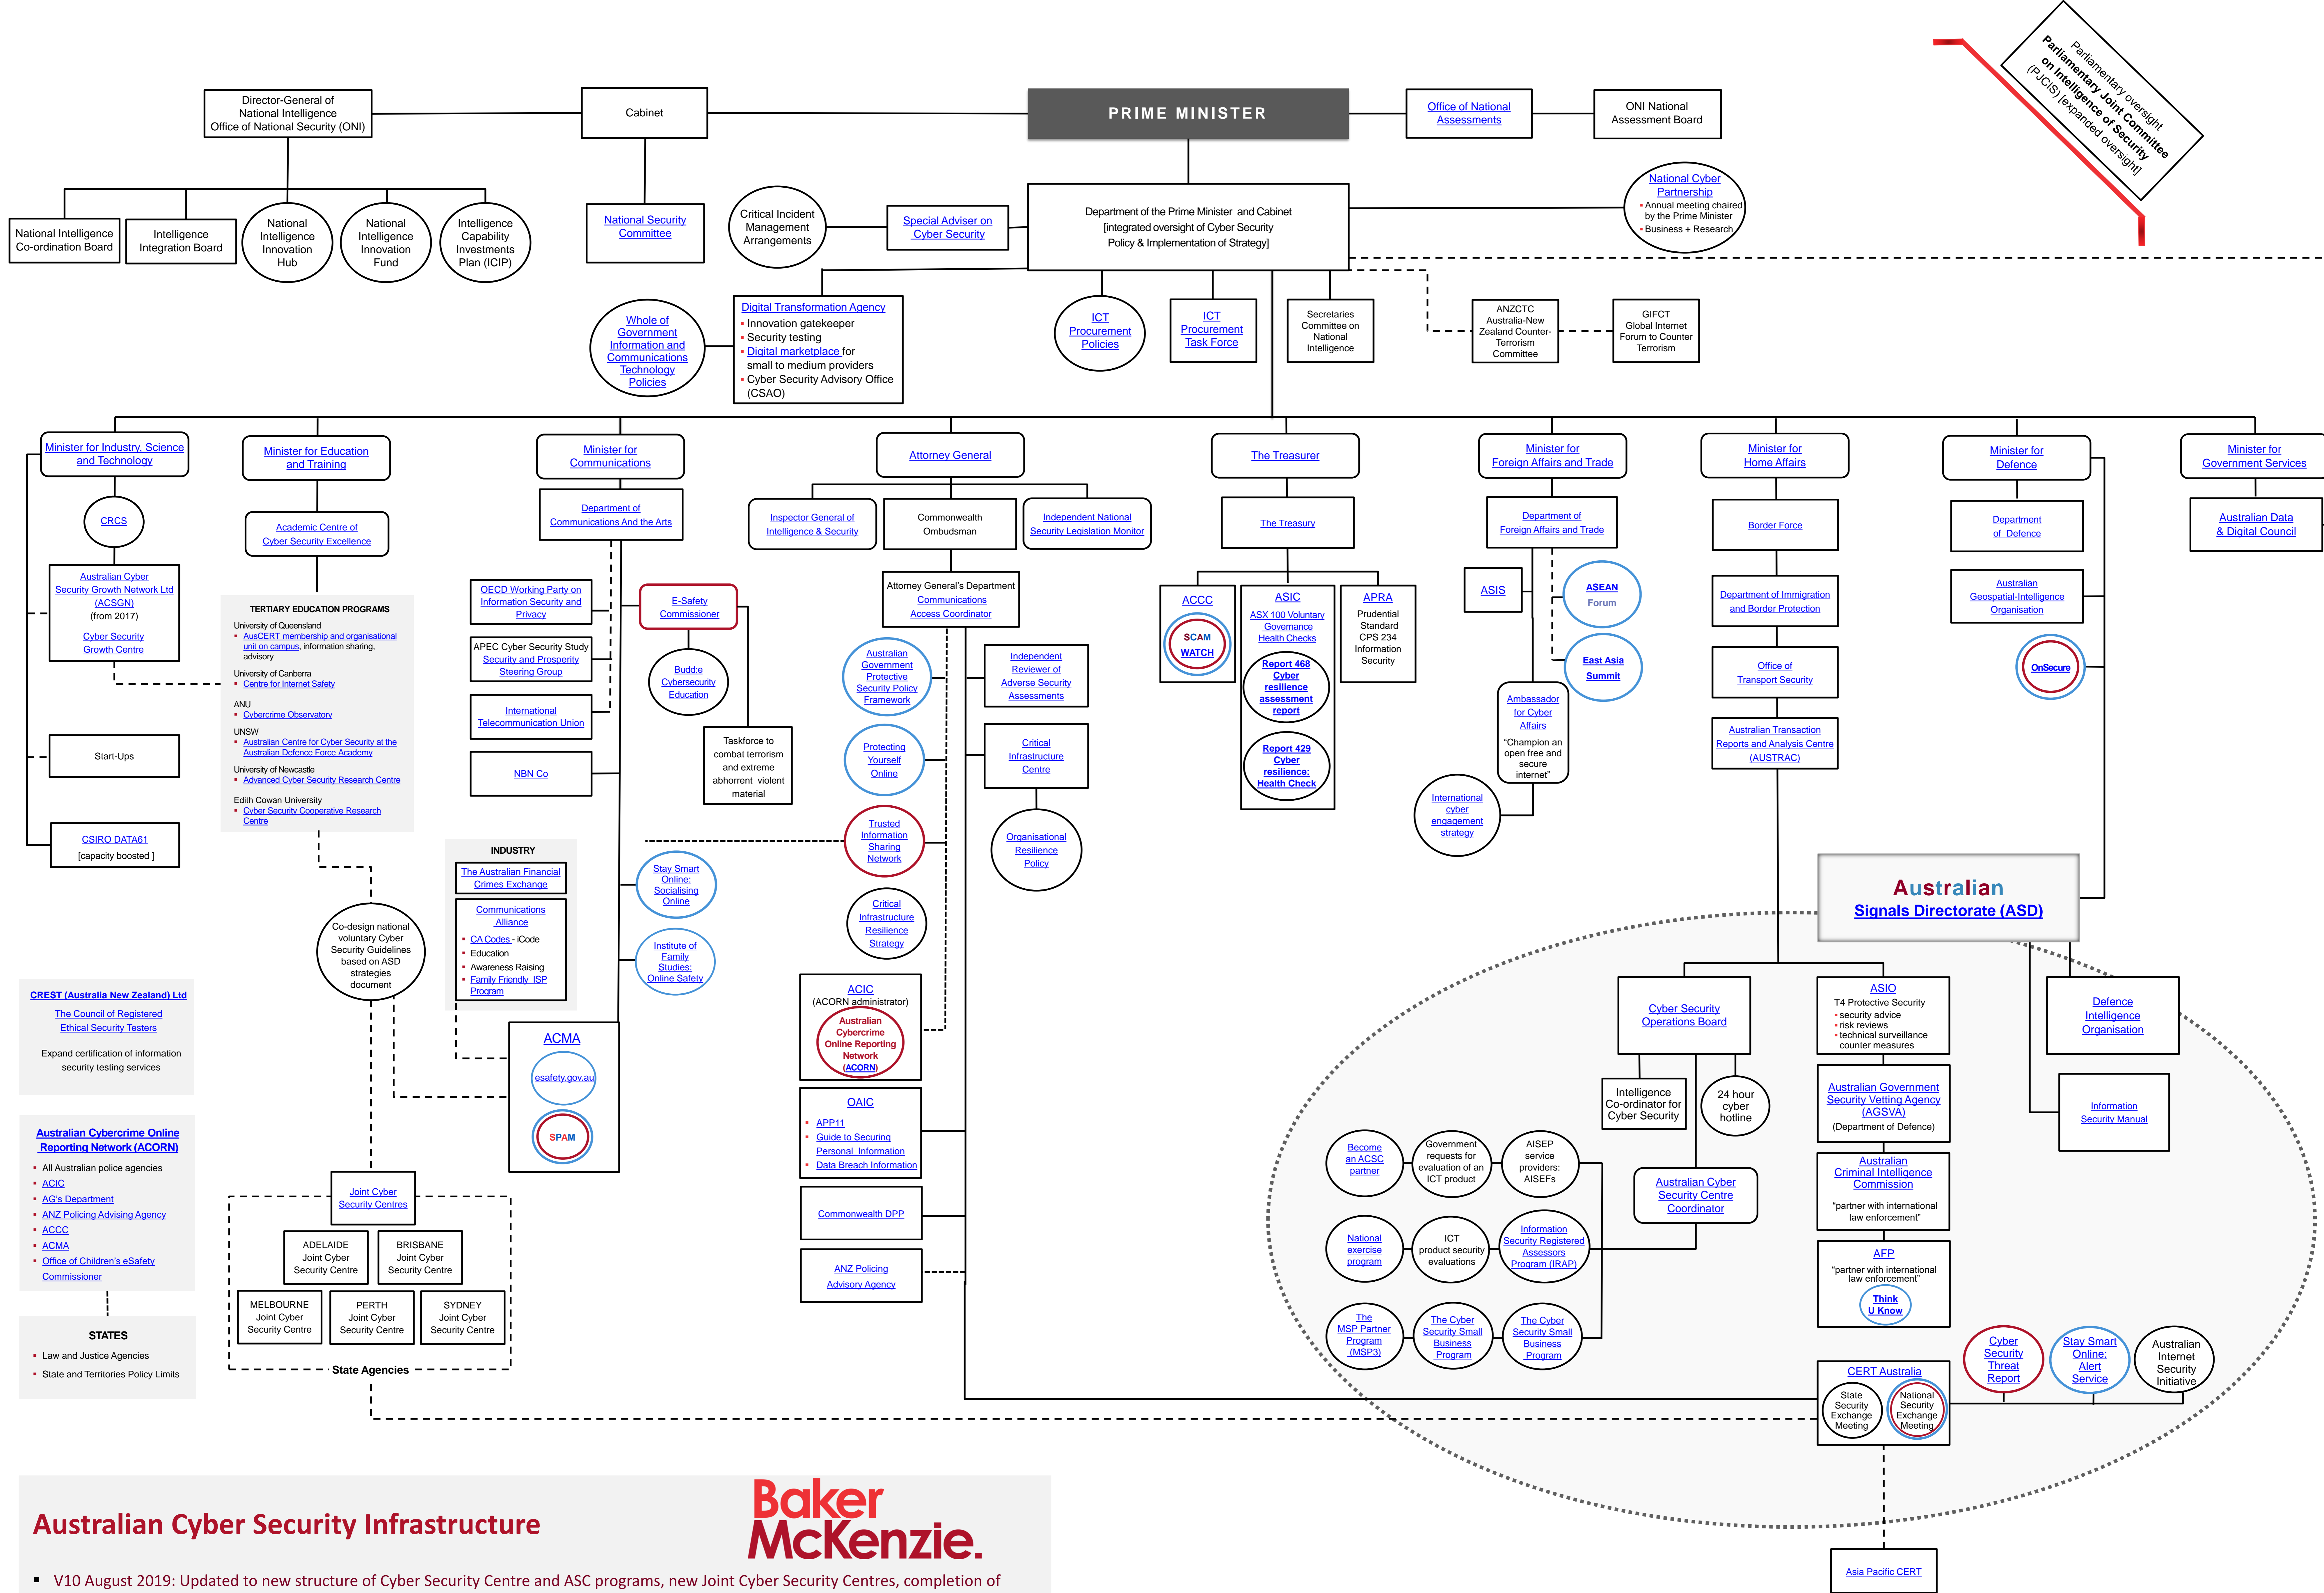 Parliamentary oversight
Parliamentary Joint Committee
on Intelligence of Security
(PJCIS) [expanded oversight]
Director-General of
National Intelligence
Office of National Security (ONI)
Cabinet
PRIME MINISTER
Office of National
Assessments
ONI National
Assessment Board
National Intelligence
Co-ordination Board
Intelligence
Integration Board
National
Intelligence
Innovation
Hub
National
Intelligence
Innovation
Fund
Intelligence
Capability
Investments
Plan (ICIP)
National Security
Committee
Critical Incident
Management
Arrangements
Special Adviser on
Cyber Security
Department of the Prime Minister and Cabinet
[integrated oversight of Cyber Security
Policy & Implementation of Strategy]
National Cyber
Partnership
▪ Annual meeting chaired
by the Prime Minister
▪ Business + Research
Whole of
Government
Information and
Communications
Technology
Policies
Digital Transformation Agency
▪ Innovation gatekeeper
▪ Security testing
▪ Digital marketplace for
small to medium providers
▪ Cyber Security Advisory Office
(CSAO)
ICT
Procurement
Policies
ICT
Procurement
Task Force
Secretaries
Committee on
National
Intelligence
ANZCTC
Australia-New
Zealand Counter-
Terrorism
Committee
GIFCT
Global Internet
Forum to Counter
Terrorism
Minister for Industry, Science
and Technology
Minister for Education
and Training
Minister for
Communications
Attorney General
The Treasurer
Minister for
Foreign Affairs and Trade
Minister for
Home Affairs
Minister for
Defence
Minister for
Government Services
CRCS
Australian Cyber
Security Growth Network Ltd
(ACSGN)
(from 2017)
Cyber Security
Growth Centre
Start-Ups
CSIRO DATA61
[capacity boosted ]
Academic Centre of
Cyber Security Excellence
TERTIARY EDUCATION PROGRAMS
University of Queensland
▪ AusCERT membership and organisational
unit on campus, information sharing,
advisory
University of Canberra
▪ Centre for Internet Safety
ANU
▪ Cybercrime Observatory
UNSW
▪ Australian Centre for Cyber Security at the
Australian Defence Force Academy
University of Newcastle
▪ Advanced Cyber Security Research Centre
Edith Cowan University
▪ Cyber Security Cooperative Research
Centre
Department of
Communications And the Arts
OECD Working Party on
Information Security and
Privacy
APEC Cyber Security Study
Security and Prosperity
Steering Group
International
Telecommunication Union
NBN Co
E-Safety
Commissioner
Budd:e
Cybersecurity
Education
Taskforce to
combat terrorism
and extreme
abhorrent violent
material
INDUSTRY
The Australian Financial
Crimes Exchange
Communications
Alliance
▪ CA Codes - iCode
▪ Education
▪ Awareness Raising
▪ Family Friendly ISP
Program
Stay Smart
Online:
Socialising
Online
Institute of
Family
Studies:
Online Safety
ACMA
esafety.gov.au
SPAM
Co-design national
voluntary Cyber
Security Guidelines
based on ASD
strategies
document
Inspector General of
Intelligence & Security
Commonwealth
Ombudsman
Independent National
Security Legislation Monitor
Attorney General's Department
Communications
Access Coordinator
Australian
Government
Protective
Security Policy
Framework
Protecting
Yourself
Online
Trusted
Information
Sharing
Network
Critical
Infrastructure
Resilience
Strategy
Independent
Reviewer of
Adverse Security
Assessments
Critical
Infrastructure
Centre
Organisational
Resilience
Policy
ACIC
(ACORN administrator)
Australian
Cybercrime
Online Reporting
Network
(ACORN)
OAIC
▪ APP11
▪ Guide to Securing
Personal Information
▪ Data Breach Information
Commonwealth DPP
ANZ Policing
Advisory Agency
The Treasury
ACCC
SCAM
WATCH
ASIC
ASX 100 Voluntary
Governance
Health Checks
Report 468
Cyber
resilience
assessment
report
Report 429
Cyber
resilience:
Health Check
APRA
Prudential
Standard
CPS 234
Information
Security
Department of
Foreign Affairs and Trade
ASIS
ASEAN
Forum
East Asia
Summit
Ambassador
for Cyber
Affairs
"Champion an
open free and
secure
internet"
International
cyber
engagement
strategy
Border Force
Department of Immigration
and Border Protection
Office of
Transport Security
Australian Transaction
Reports and Analysis Centre
(AUSTRAC)
Department
of Defence
Australian
Geospatial-Intelligence
Organisation
OnSecure
Australian Data
& Digital Council
Australian
Signals Directorate (ASD)
Cyber Security
Operations Board
Intelligence
Co-ordinator for
Cyber Security
24 hour
cyber
hotline
Australian Cyber
Security Centre
Coordinator
Become
an ACSC
partner
Government
requests for
evaluation of an
ICT product
AISEP
service
providers:
AISEFs
National
exercise
program
ICT
product security
evaluations
Information
Security Registered
Assessors
Program (IRAP)
The
MSP Partner
Program
(MSP3)
The Cyber
Security Small
Business
Program
The Cyber
Security Small
Business
Program
ASIO
T4 Protective Security
▪ security advice
▪ risk reviews
▪ technical surveillance
counter measures
Australian Government
Security Vetting Agency
(AGSVA)
(Department of Defence)
Australian
Criminal Intelligence
Commission
"partner with international
law enforcement"
AFP
"partner with international
law enforcement"
Think
U Know
Defence
Intelligence
Organisation
Information
Security Manual
CERT Australia
State
Security
Exchange
Meeting
National
Security
Exchange
Meeting
Cyber
Security
Threat
Report
Stay Smart
Online:
Alert
Service
Australian
Internet
Security
Initiative
Asia Pacific CERT
CREST (Australia New Zealand) Ltd
The Council of Registered
Ethical Security Testers
Expand certification of information
security testing services
Australian Cybercrime Online
Reporting Network (ACORN)
▪ All Australian police agencies
▪ ACIC
▪ AG's Department
▪ ANZ Policing Advising Agency
▪ ACCC
▪ ACMA
▪ Office of Children's eSafety
Commissioner
STATES
▪ Law and Justice Agencies
▪ State and Territories Policy Limits
Joint Cyber
Security Centres
ADELAIDE
Joint Cyber
Security Centre
BRISBANE
Joint Cyber
Security Centre
MELBOURNE
Joint Cyber
Security Centre
PERTH
Joint Cyber
Security Centre
SYDNEY
Joint Cyber
Security Centre
State Agencies
Australian Cyber Security Infrastructure
Baker
McKenzie.
▪ V10 August 2019: Updated to new structure of Cyber Security Centre and ASC programs, new Joint Cyber Security Centres, completion of